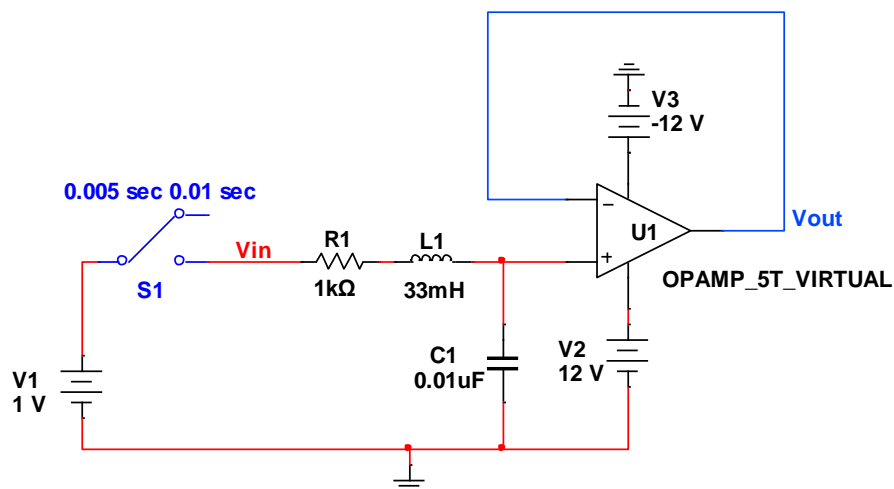 V3
-12 V
0.005 sec 0.01 sec
Vout
Vin
R1
L1
U1
−
+
S1
1kΩ
33mH
OPAMP_5T_VIRTUAL
V1
1 V
C1
0.01uF
V2
12 V